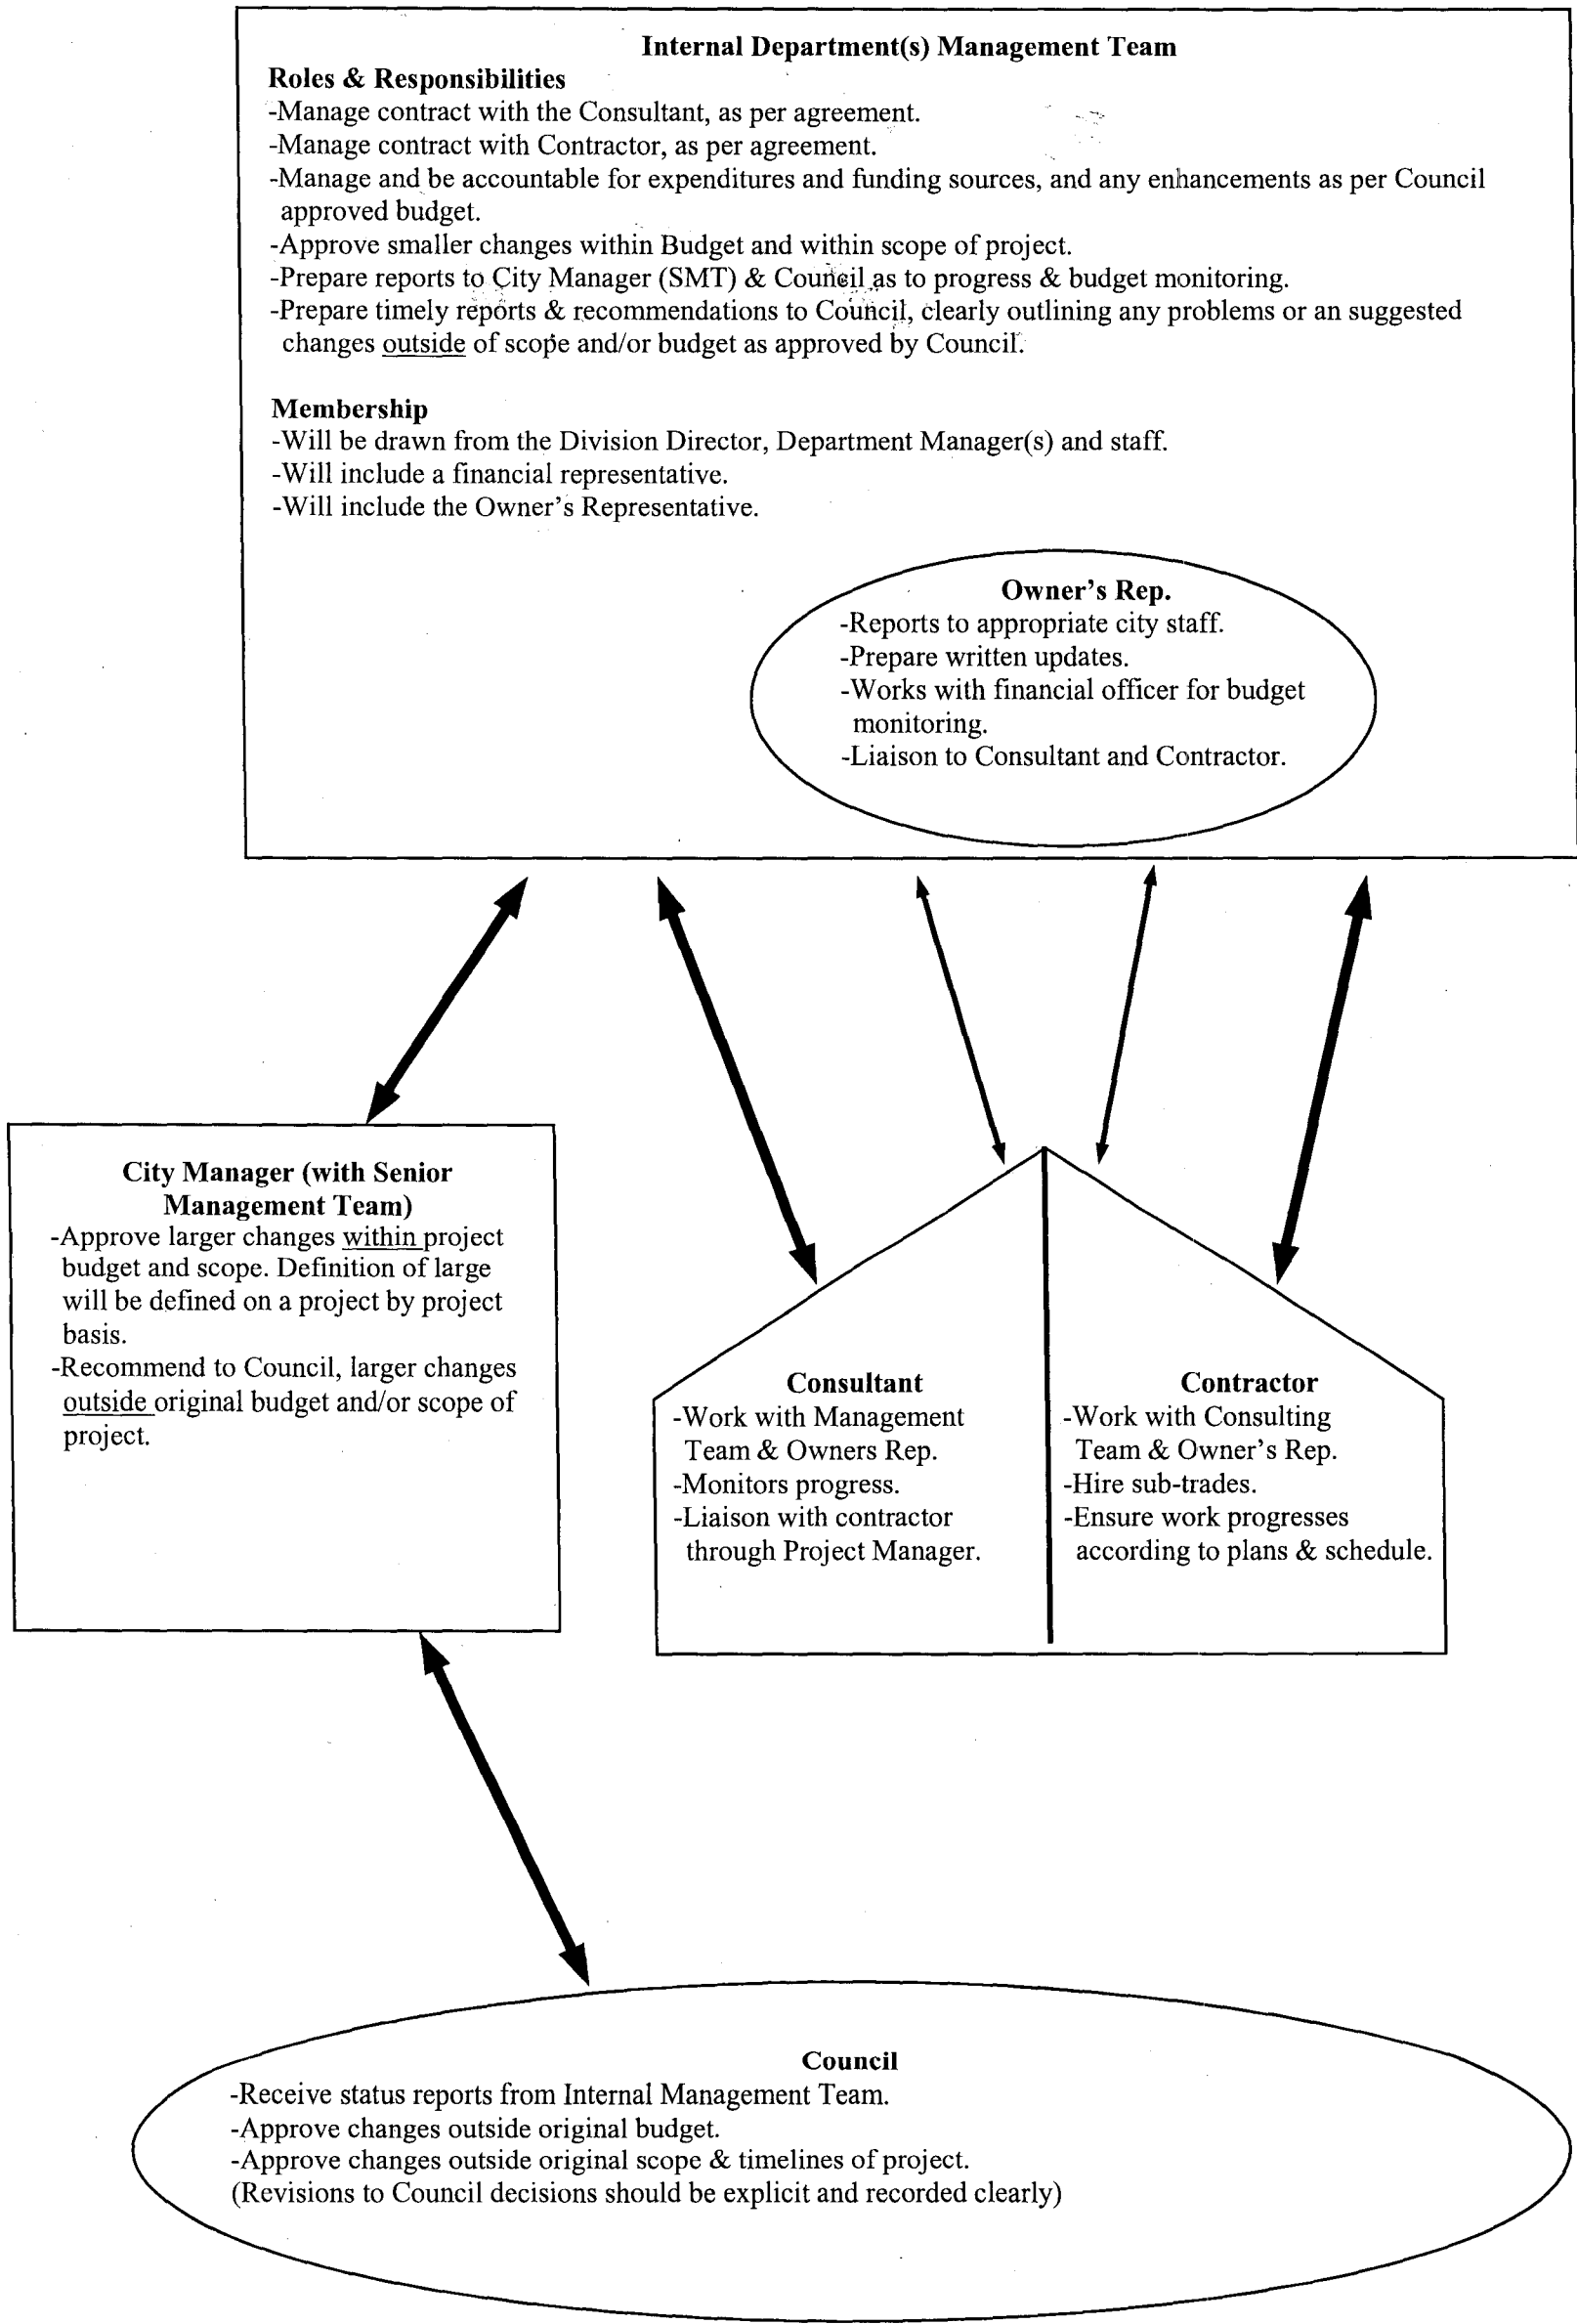 Internal Department(s) Management Team
Roles & Responsibilities
-Manage contract with the Consultant, as per agreement.
-Manage contract with Contractor, as per agreement.
-Manage and be accountable for expenditures and funding sources, and any enhancements as per Council
approved budget.
-Approve smaller changes within Budget and within scope of project.
-Prepare reports to City Manager (SMT) & Council as to progress & budget monitoring.
-Prepare timely reports & recommendations to Council, clearly outlining any problems or an suggested
changes outside of scope and/or budget as approved by Council.
Membership
-Will be drawn from the Division Director, Department Manager(s) and staff.
-Will include a financial representative.
-Will include the Owner's Representative.
Owner's Rep.
-Reports to appropriate city staff.
-Prepare written updates.
-Works with financial officer for budget
monitoring.
-Liaison to Consultant and Contractor.
City Manager (with Senior
Management Team)
-Approve larger changes within project
budget and scope. Definition of large
will be defined on a project by project
basis.
-Recommend to Council, larger changes
outside original budget and/or scope of
project.
Consultant
-Work with Management
Team & Owners Rep.
-Monitors progress.
-Liaison with contractor
through Project Manager.
Contractor
-Work with Consulting
Team & Owner's Rep.
-Hire sub-trades.
-Ensure work progresses
according to plans & schedule.
Council
-Receive status reports from Internal Management Team.
-Approve changes outside original budget.
-Approve changes outside original scope & timelines of project.
(Revisions to Council decisions should be explicit and recorded clearly)